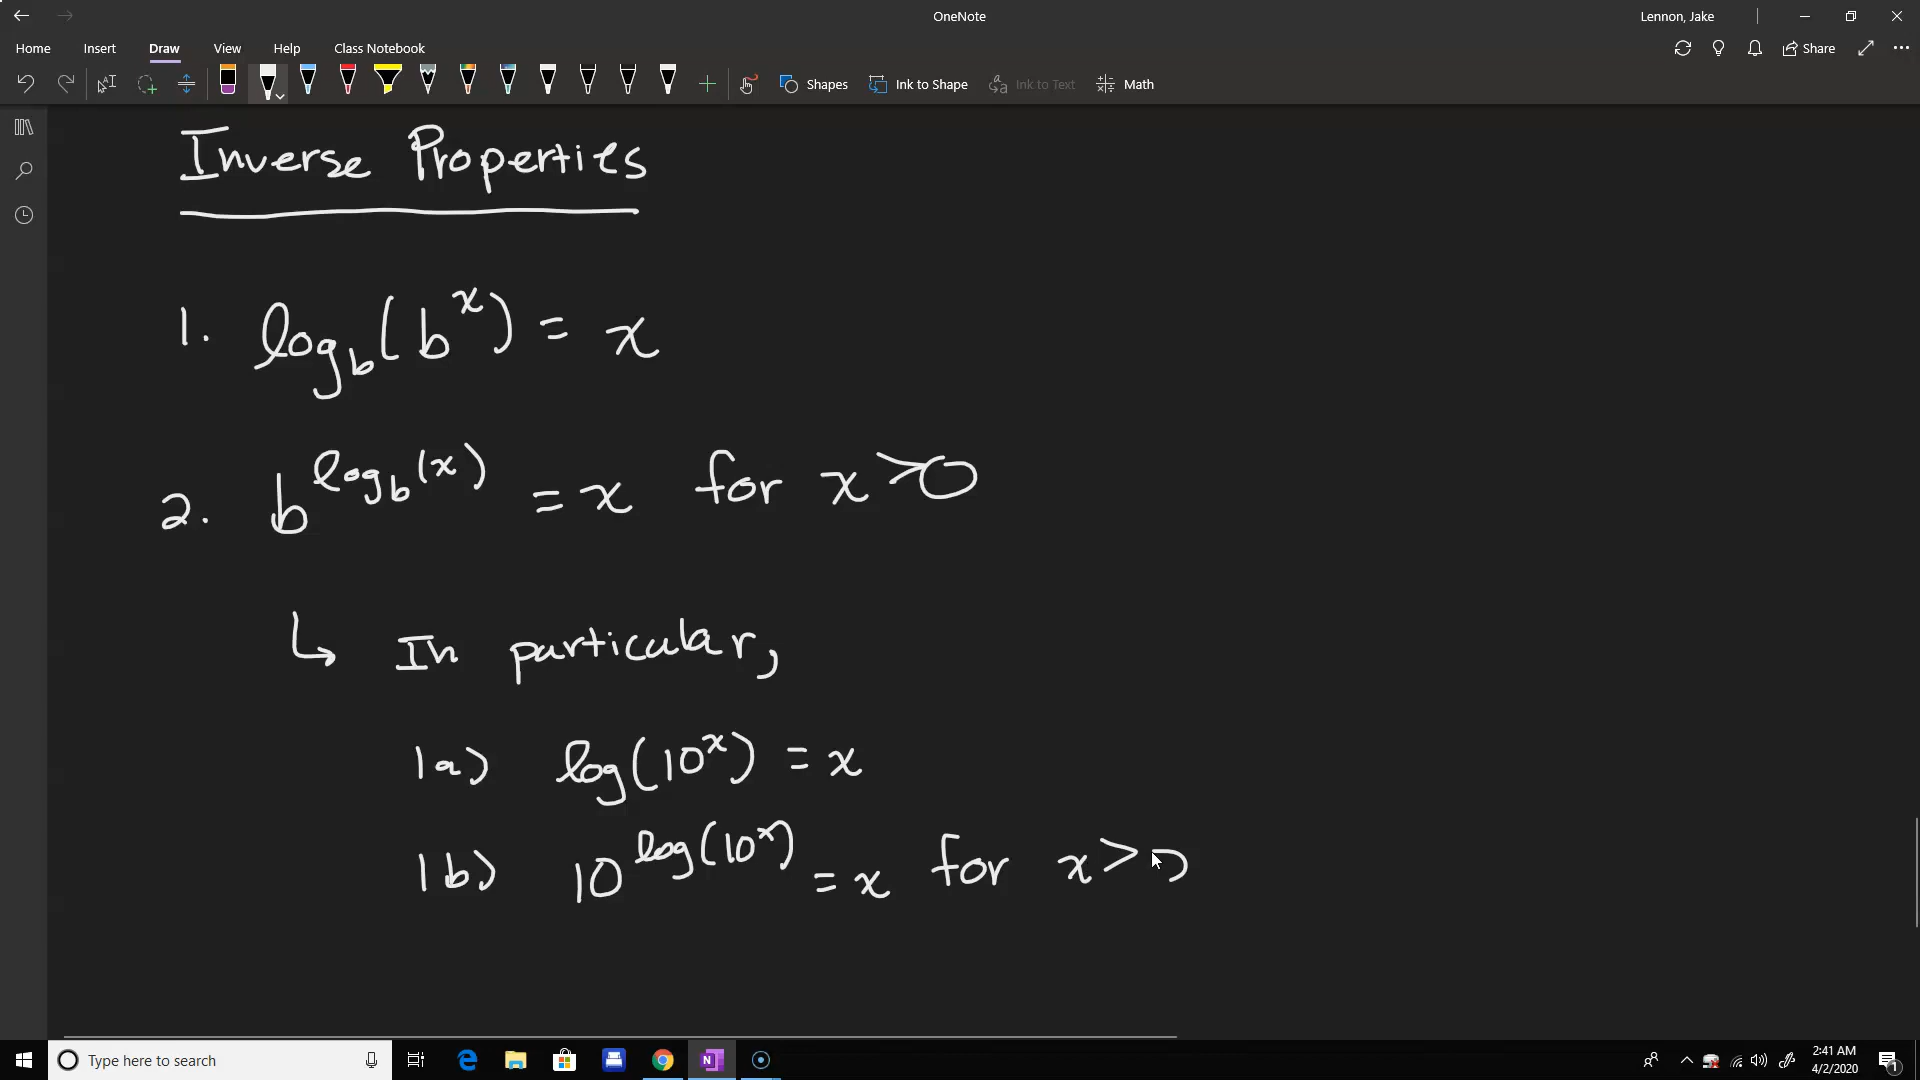 OneNote
Lennon, Jake
Home Insert Draw View Help Class Notebook
Share
Shapes Ink to Shape Ink to Text Math
Inverse Properties
1. log_b(b^x) = x
2. b^{log_b(x)} = x for x>0
↳ In particular,
1a) log(10^x) = x
1b) 10^{log(10^x)} = x for x>
Type here to search
2:41 AM
4/2/2020
1